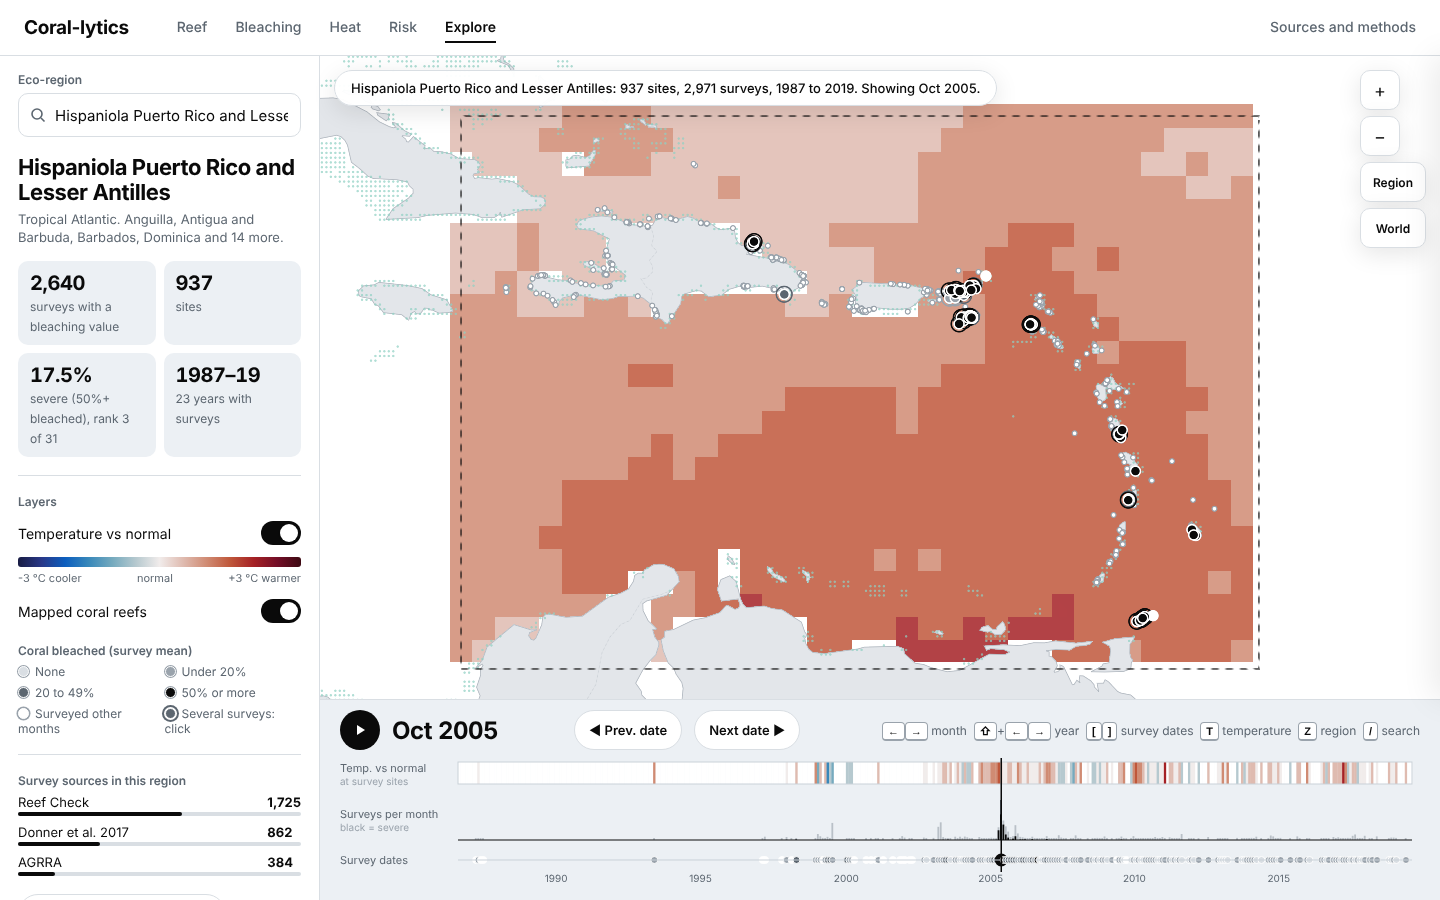 Coral-lytics
Reef
Bleaching
Heat
Risk
Explore
Sources and methods
Eco-region
Hispaniola Puerto Rico and Lesse
Hispaniola Puerto Rico and
Lesser Antilles
Tropical Atlantic. Anguilla, Antigua and
Barbuda, Barbados, Dominica and 14 more.
2,640
surveys with a
bleaching value
937
sites
17.5%
severe (50%+
bleached), rank 3
of 31
1987–19
23 years with
surveys
Layers
Temperature vs normal
-3 °C cooler
normal
+3 °C warmer
Mapped coral reefs
Coral bleached (survey mean)
None
Under 20%
20 to 49%
50% or more
Surveyed other
months
Several surveys:
click
Survey sources in this region
Reef Check 1,725
Donner et al. 2017 862
AGRRA 384
Hispaniola Puerto Rico and Lesser Antilles: 937 sites, 2,971 surveys, 1987 to 2019. Showing Oct 2005.
+
−
Region
World
Oct 2005
◀ Prev. date
Next date ▶
← → month ⇧+← → year [ ] survey dates T temperature Z region / search
Temp. vs normal
at survey sites
Surveys per month
black = severe
Survey dates
1990 1995 2000 2005 2010 2015